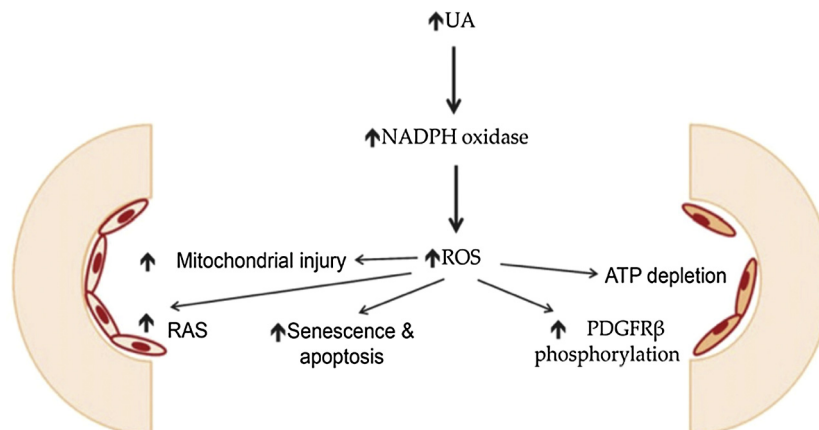 ↑UA
↑NADPH oxidase
↑ Mitochondrial injury
↑ROS
ATP depletion
↑ RAS
↑Senescence &
apoptosis
↑ PDGFRβ
phosphorylation